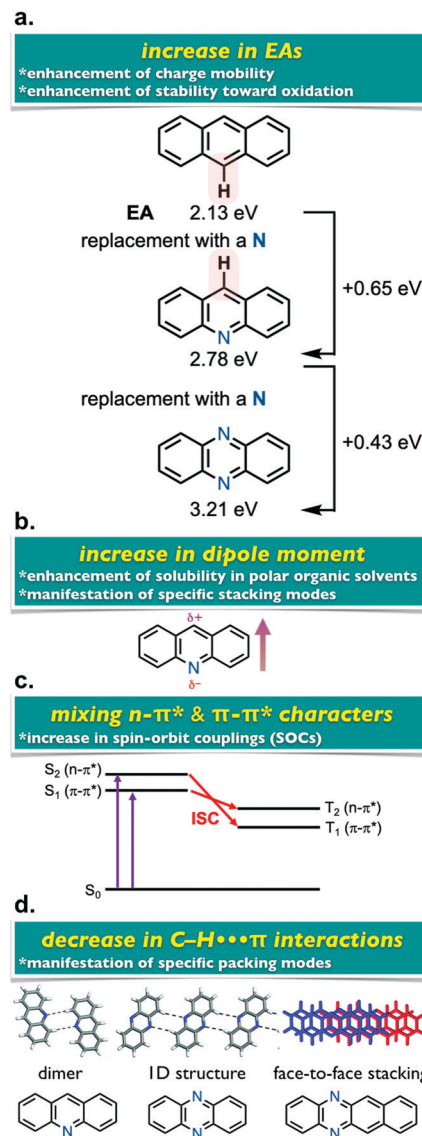 a.
increase in EAs
*enhancement of charge mobility
*enhancement of stability toward oxidation
H
EA 2.13 eV
replacement with a N
+0.65 eV
H
N
2.78 eV
replacement with a N
+0.43 eV
N
N
3.21 eV
b.
increase in dipole moment
*enhancement of solubility in polar organic solvents
*manifestation of specific stacking modes
δ+
N
δ−
c.
mixing n-π* & π-π* characters
*increase in spin-orbit couplings (SOCs)
S2 (n-π*)
S1 (π-π*)
ISC
T2 (n-π*)
T1 (π-π*)
S0
d.
decrease in C–H•••π interactions
*manifestation of specific packing modes
dimer 1D structure face-to-face stacking
N N
N N N